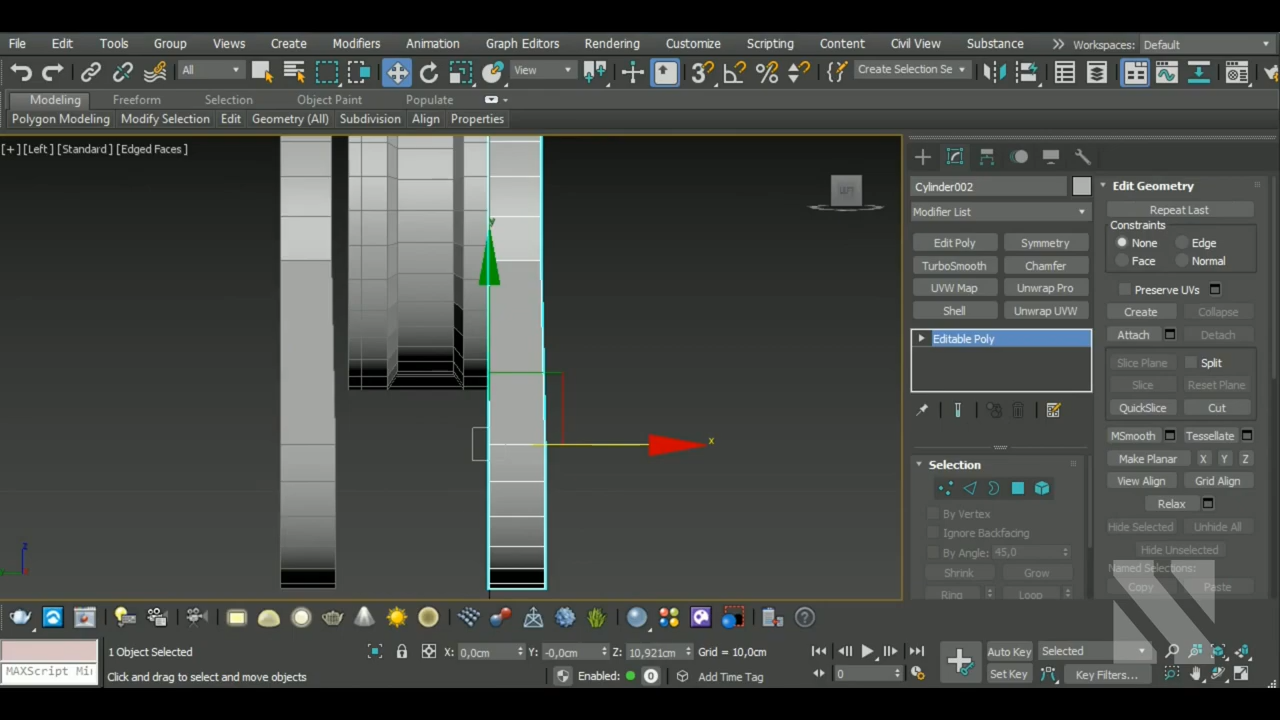 File Edit Tools Group Views Create Modifiers Animation Graph Editors Rendering Customize Scripting Content Civil View Substance Workspaces: Default
All View Create Selection Se
Modeling Freeform Selection Object Paint Populate
Polygon Modeling Modify Selection Edit Geometry (All) Subdivision Align Properties
[+] [Left] [Standard] [Edged Faces]
Cylinder002
Modifier List
Edit Poly Symmetry
TurboSmooth Chamfer
UVW Map Unwrap Pro
Shell Unwrap UVW
Editable Poly
Selection
By Vertex
Ignore Backfacing
By Angle: 45,0
Shrink Grow
Ring Loop
Edit Geometry
Repeat Last
Constraints
None Edge
Face Normal
Preserve UVs
Create Collapse
Attach Detach
Slice Plane Split
Slice Reset Plane
QuickSlice Cut
MSmooth Tessellate
Make Planar X Y Z
View Align Grid Align
Relax
Hide Selected Unhide All
Hide Unselected
Named Selections:
Copy Paste
y
x
z
1 Object Selected X: 0,0cm Y: -0,0cm Z: 10,921cm Grid = 10,0cm Auto Key Selected
MAXScript Mi Click and drag to select and move objects Enabled: 0 Add Time Tag 0 Set Key Key Filters...